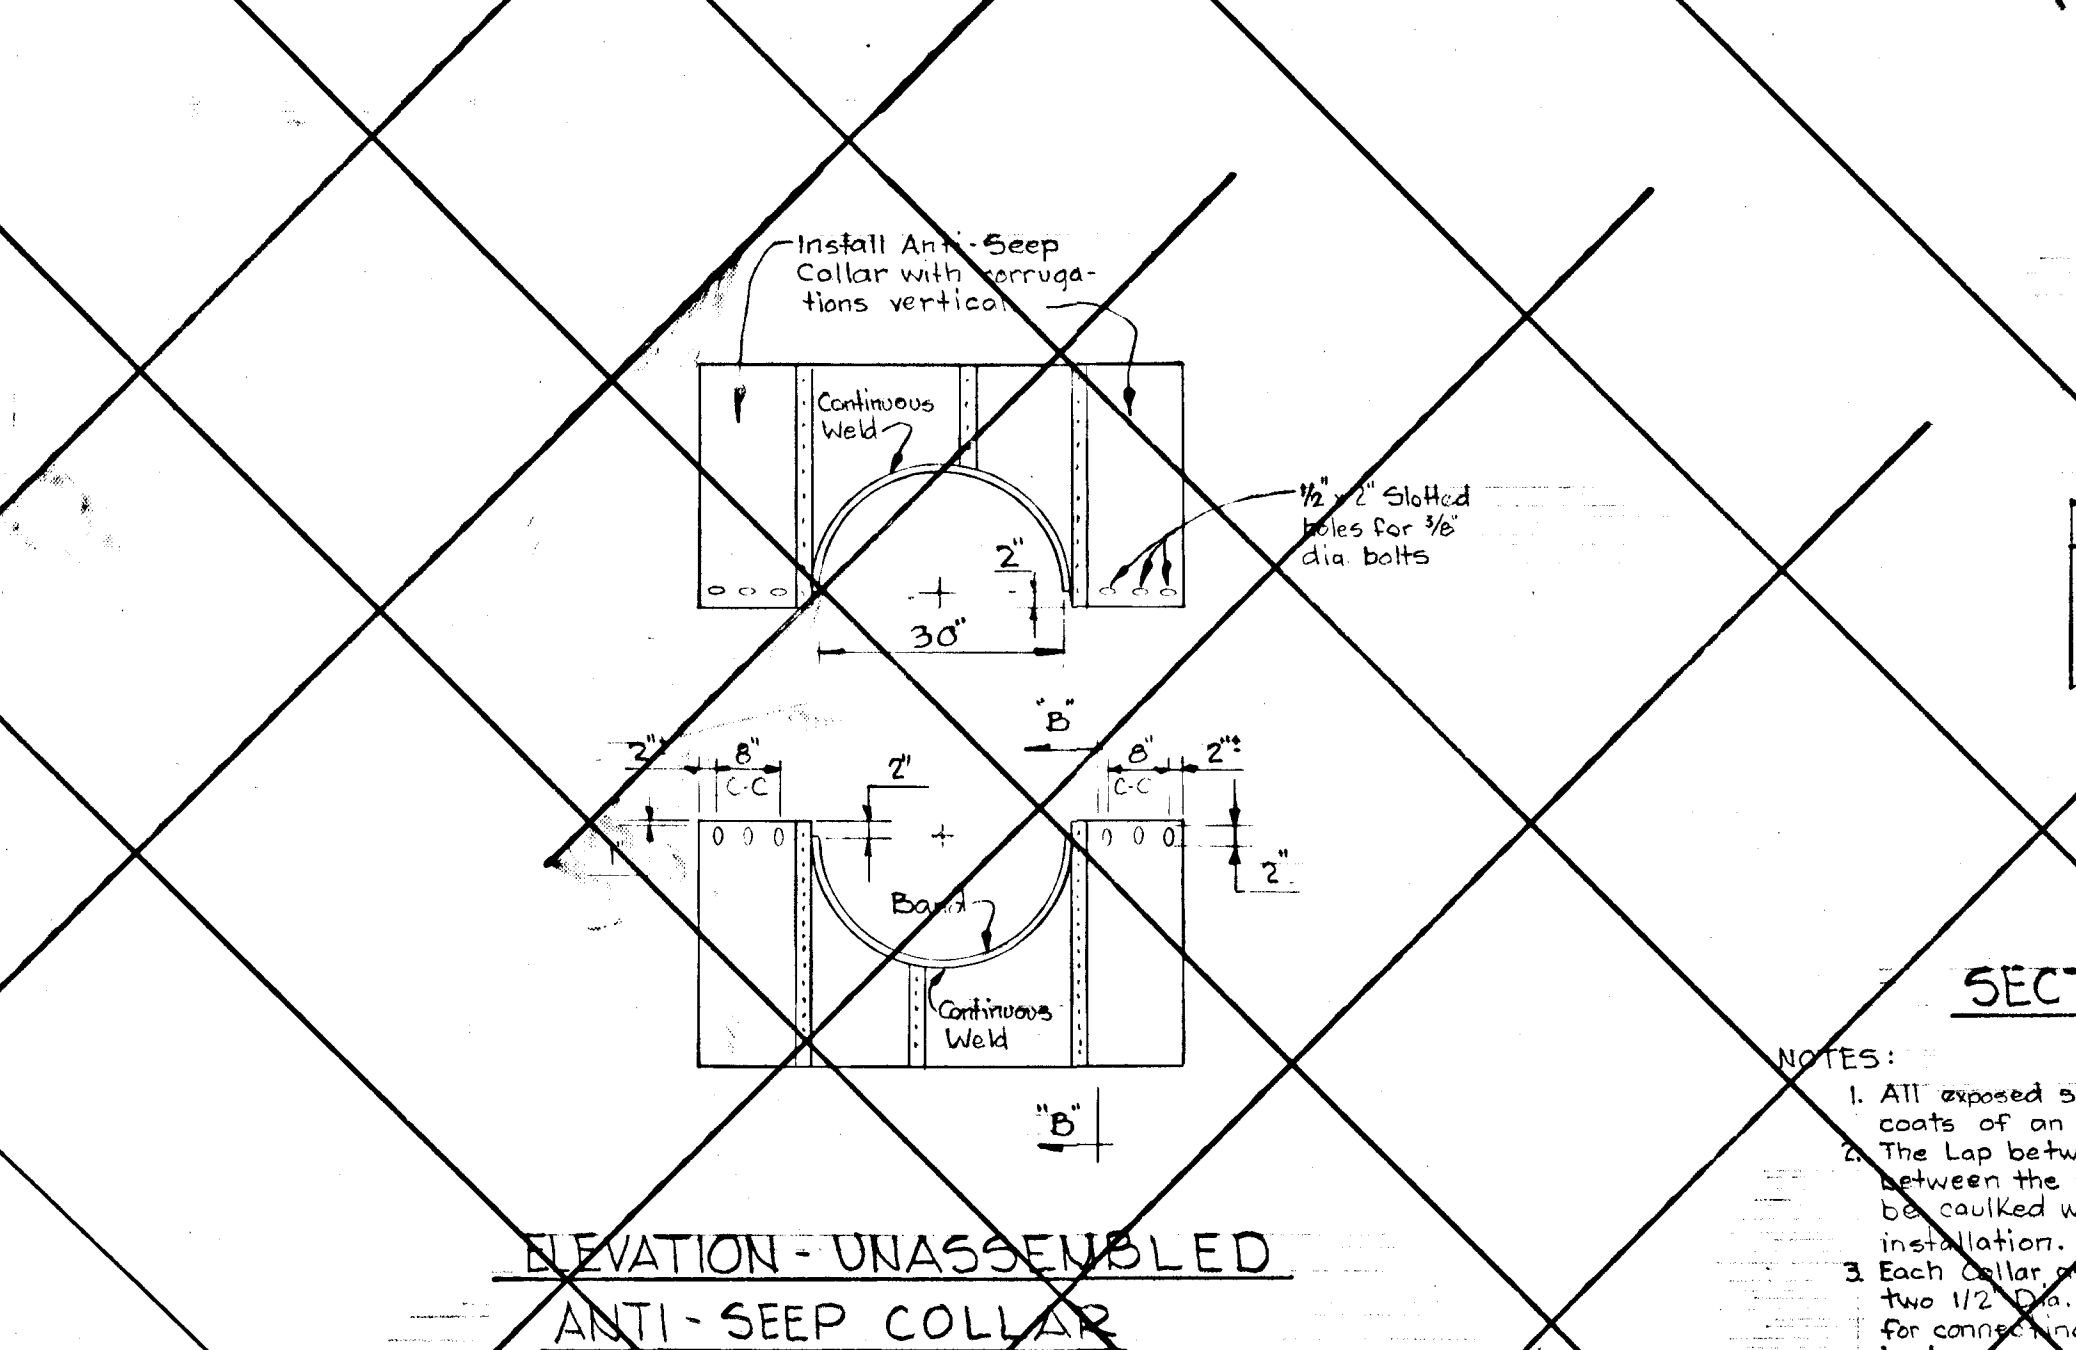 Install Anti-Seep
Collar with corruga-
tions vertical
Continuous
Weld
1/2" x 2" Slotted
holes for 3/8"
dia. bolts
2"
30"
"B"
2"±
8"
C-C
2"
8"
C-C
2"±
1"
2"
Band
Continuous
Weld
"B"
ELEVATION - UNASSEMBLED
ANTI - SEEP COLLAR
SECT
NOTES:
1. All exposed s
coats of an
2. The Lap betw
between the
be caulked w
installation.
3. Each Collar
two 1/2" Dia.
for connecting